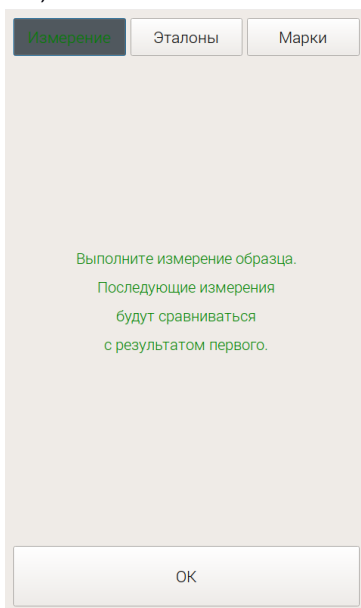 Измерение Эталоны Марки
Выполните измерение образца.
Последующие измерения
будут сравниваться
с результатом первого.
ОК